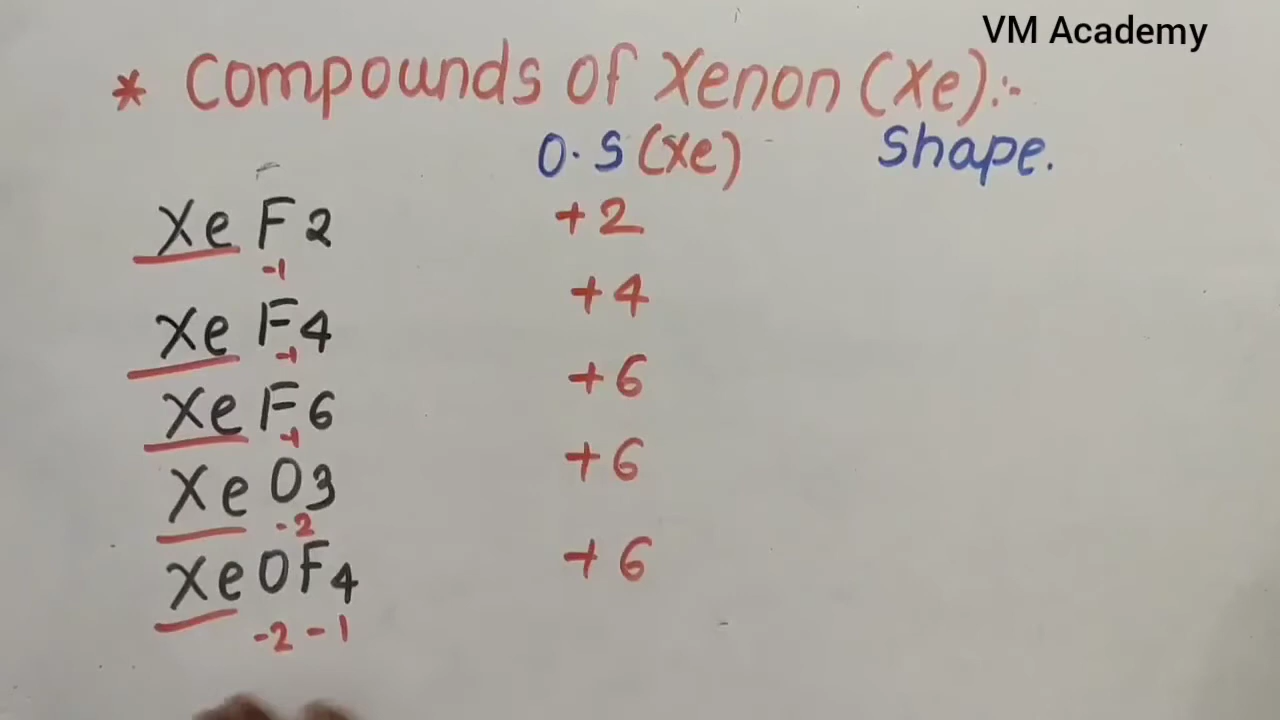 VM Academy
* Compounds of Xenon (Xe):-
O.S (Xe) Shape.
XeF2 +2
-1
XeF4 +4
-1
XeF6 +6
-1
XeO3 +6
-2
XeOF4 +6
-2 -1